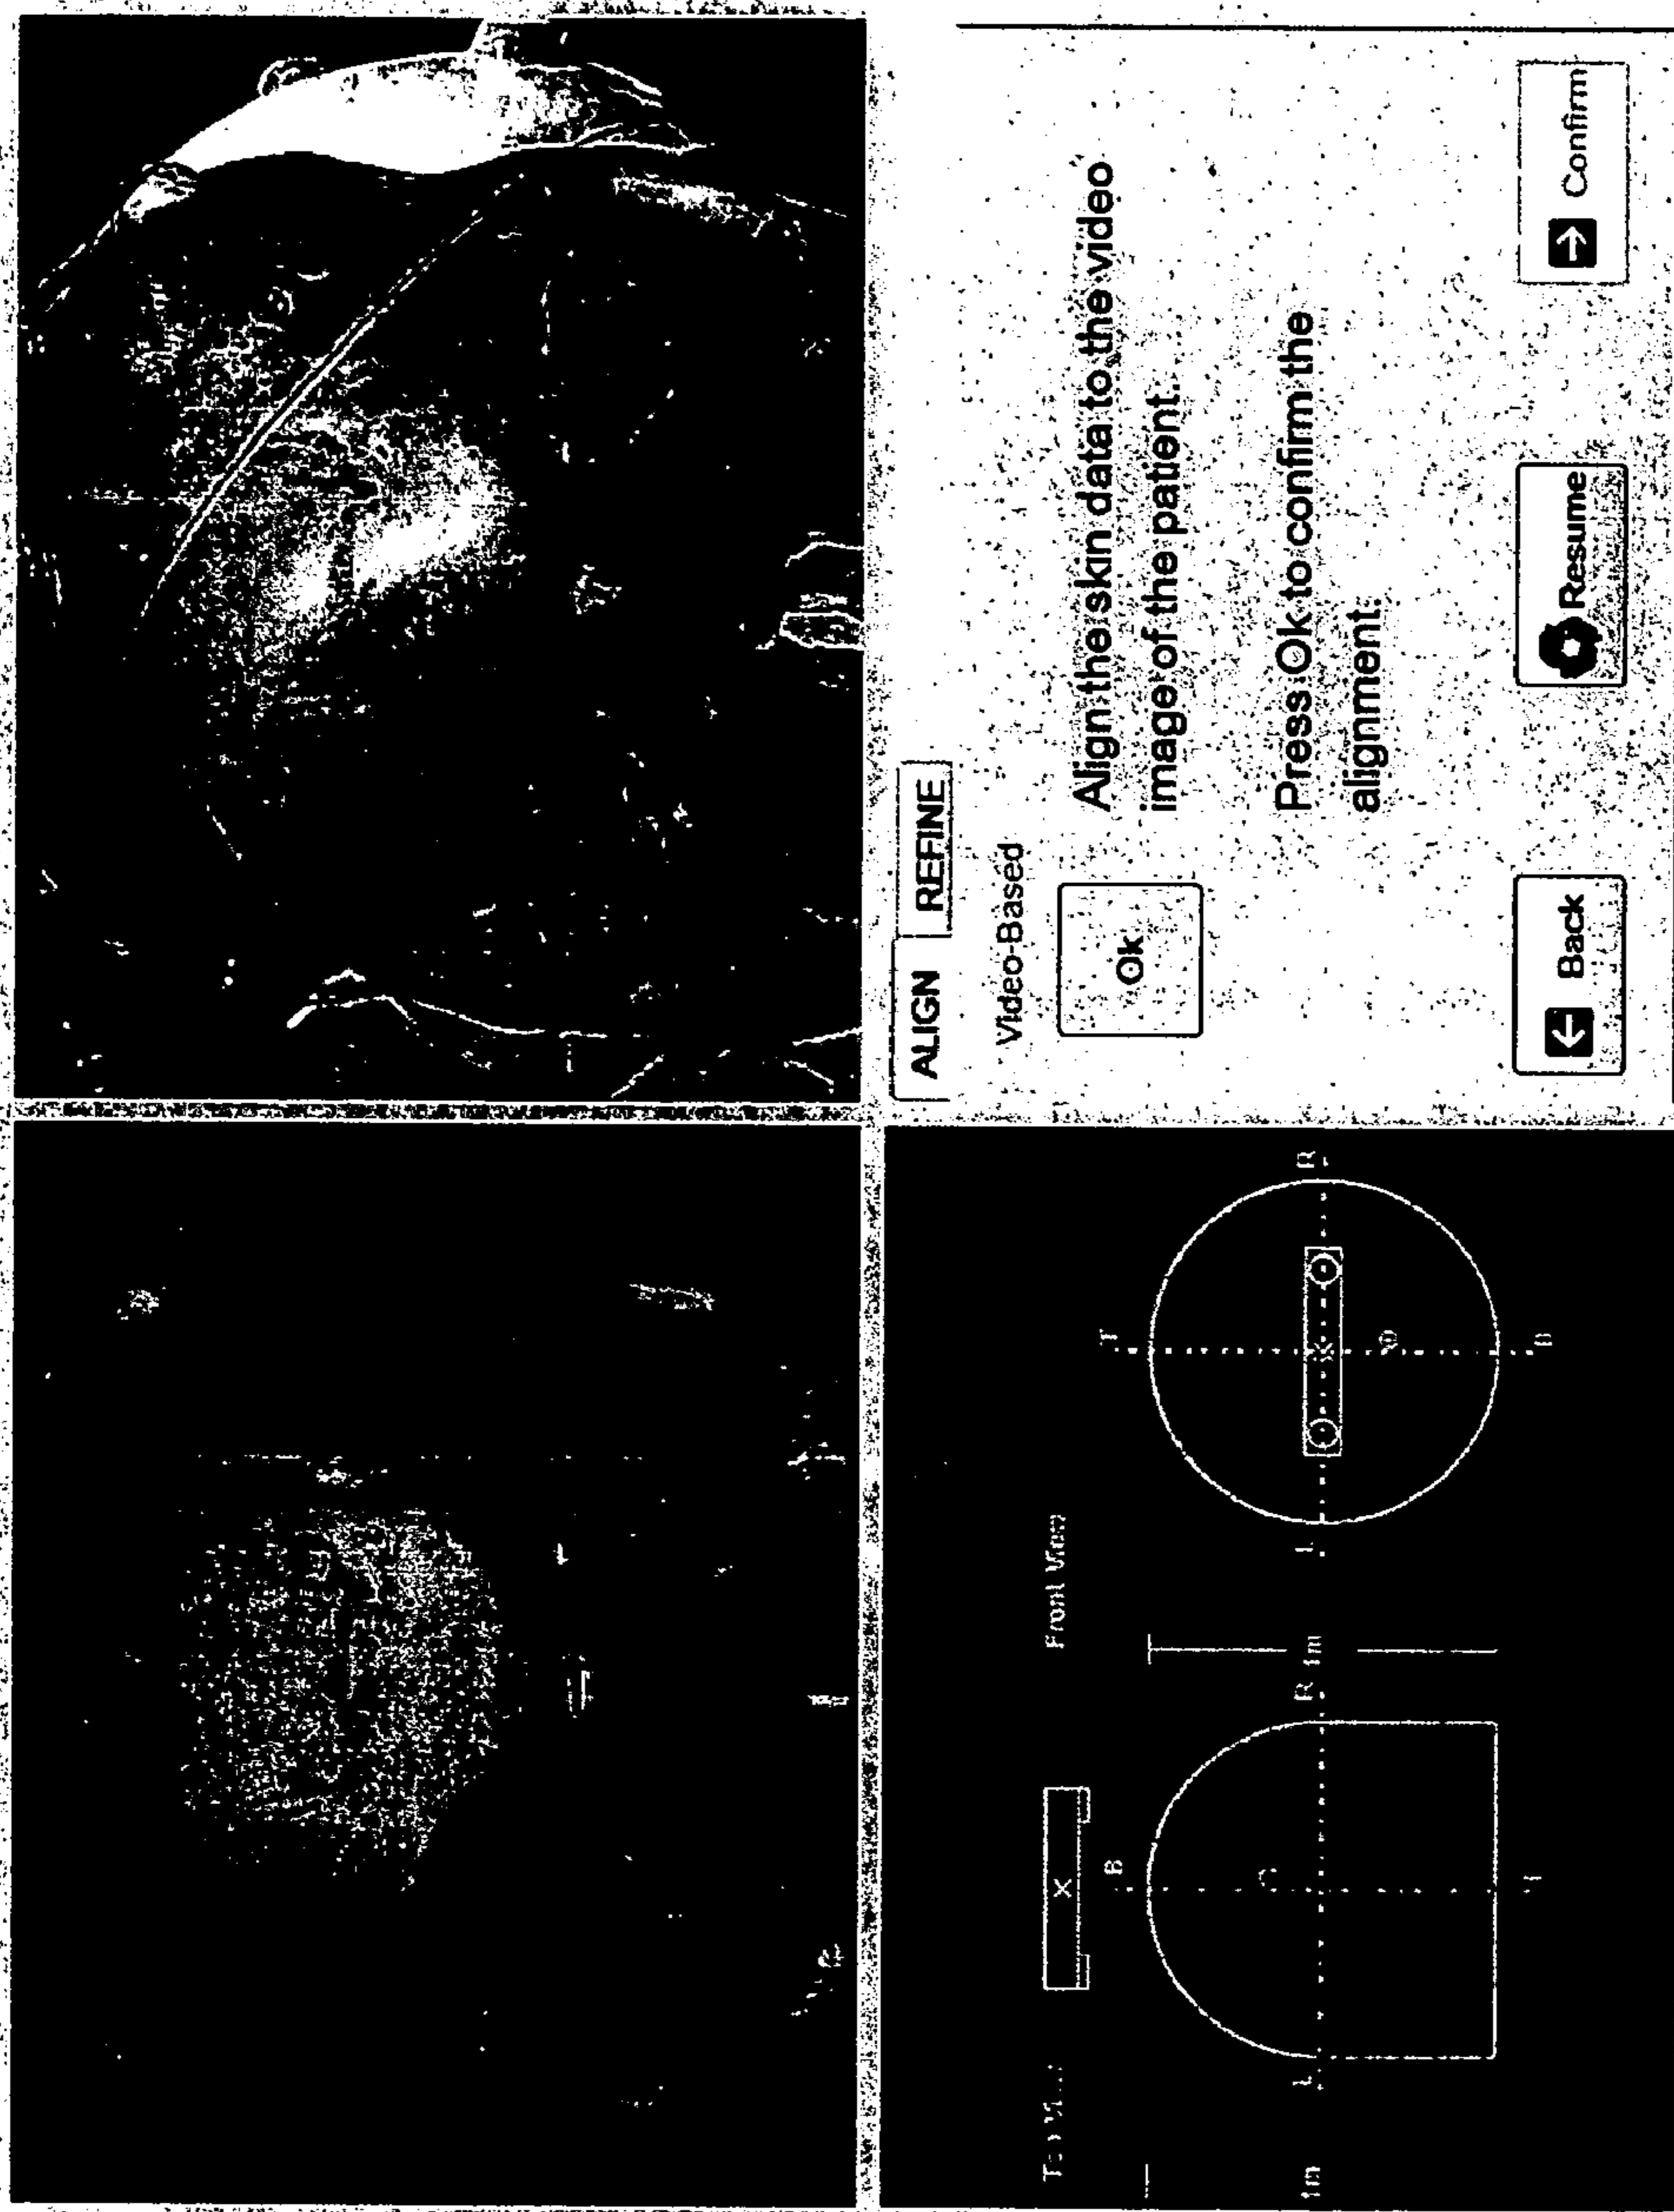 ALIGN
REFINE
Video-Based
Ok
Align the skin data to the video
image of the patient.
Press Ok to confirm the
alignment.
Back
Resume
Confirm
Front View
B
L
R
1m
1m
T
L
R
B